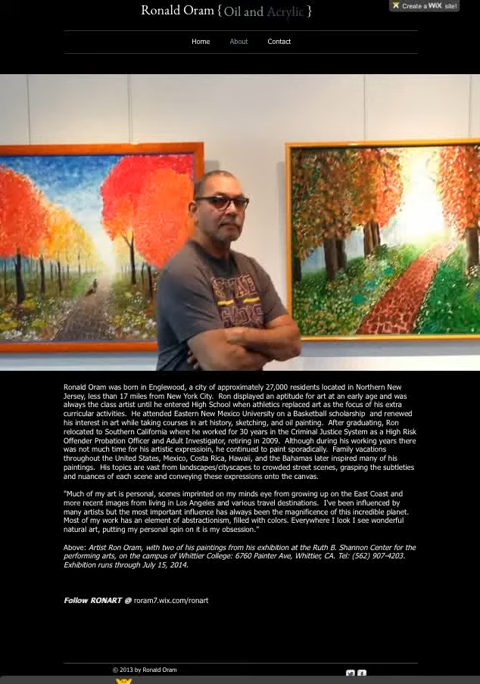 Ronald Oram { Oil and Acrylic }
Create a WiX site!
Home About Contact
Ronald Oram was born in Englewood, a city of approximately 27,000 residents located in Northern New
Jersey, less than 17 miles from New York City. Ron displayed an aptitude for art at an early age and was
always the class artist until he entered High School when athletics replaced art as the focus of his extra
curricular activities. He attended Eastern New Mexico University on a Basketball scholarship and renewed
his interest in art while taking courses in art history, sketching, and oil painting. After graduating, Ron
relocated to Southern California where he worked for 30 years in the Criminal Justice System as a High Risk
Offender Probation Officer and Adult Investigator, retiring in 2009. Although during his working years there
was not much time for his artistic expressioin, he continued to paint sporadically. Family vacations
throughout the United States, Mexico, Costa Rica, Hawaii, and the Bahamas later inspired many of his
paintings. His topics are vast from landscapes/cityscapes to crowded street scenes, grasping the subtleties
and nuances of each scene and conveying these expressions onto the canvas.
"Much of my art is personal, scenes imprinted on my minds eye from growing up on the East Coast and
more recent images from living in Los Angeles and various travel destinations. I've been influenced by
many artists but the most important influence has always been the magnificence of this incredible planet.
Most of my work has an element of abstractionism, filled with colors. Everywhere I look I see wonderful
natural art, putting my personal spin on it is my obsession."
Above: Artist Ron Oram, with two of his paintings from his exhibition at the Ruth B. Shannon Center for the
performing arts, on the campus of Whittier College: 6760 Painter Ave, Whittier, CA. Tel: (562) 907-4203.
Exhibition runs through July 15, 2014.
Follow RONART @ roram7.wix.com/ronart
© 2013 by Ronald Oram